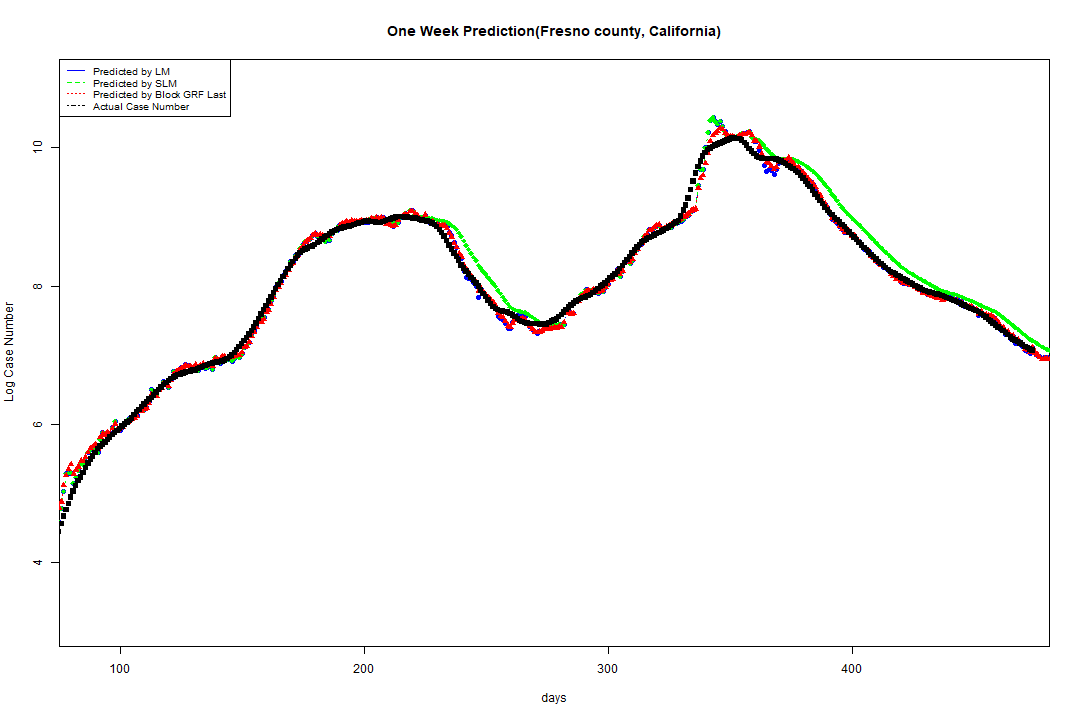 One Week Prediction(Fresno county, California)
Predicted by LM
Predicted by SLM
Predicted by Block GRF Last
Actual Case Number
Log Case Number
10
8
6
4
100
200
300
400
days